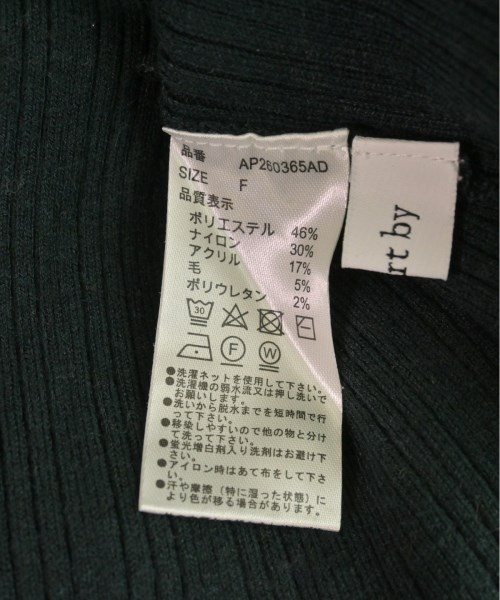 品番 AP260365AD
SIZE F
品質表示
ポリエステル 46%
ナイロン 30%
アクリル 17%
毛 5%
ポリウレタン 2%
30
F W
●洗濯ネットを使用して下さい。
●洗濯機の弱水流又は押し洗いで
お願いします。
●洗いから脱水までを短時間で行
って下さい。
●移染しやすいので他の物と分け
て洗って下さい。
●蛍光増白剤入り洗剤はお避け下
さい。
●アイロン時はあて布をして下さ
い。
●汗や摩擦（特に湿った状態）に
より色が移る場合があります。
rt by